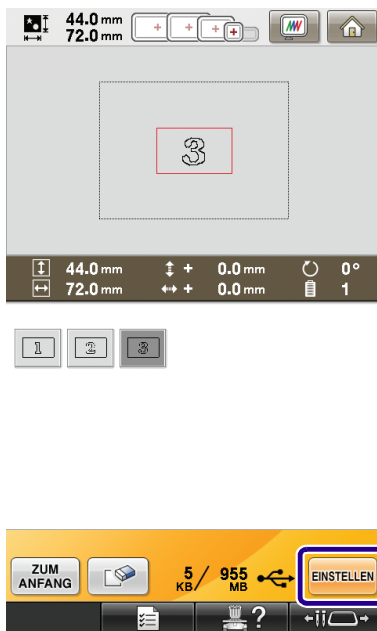 44.0 mm
72.0 mm
3
44.0 mm 0.0 mm 0°
72.0 mm 0.0 mm 1
1 2 3
ZUM ANFANG 5 KB/ 955 MB EINSTELLEN
?